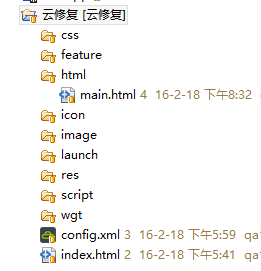 云修复 [云修复]
css
feature
html
main.html 4 16-2-18 下午8:32
icon
image
launch
res
script
wgt
config.xml 3 16-2-18 下午5:59
index.html 2 16-2-18 下午5:41